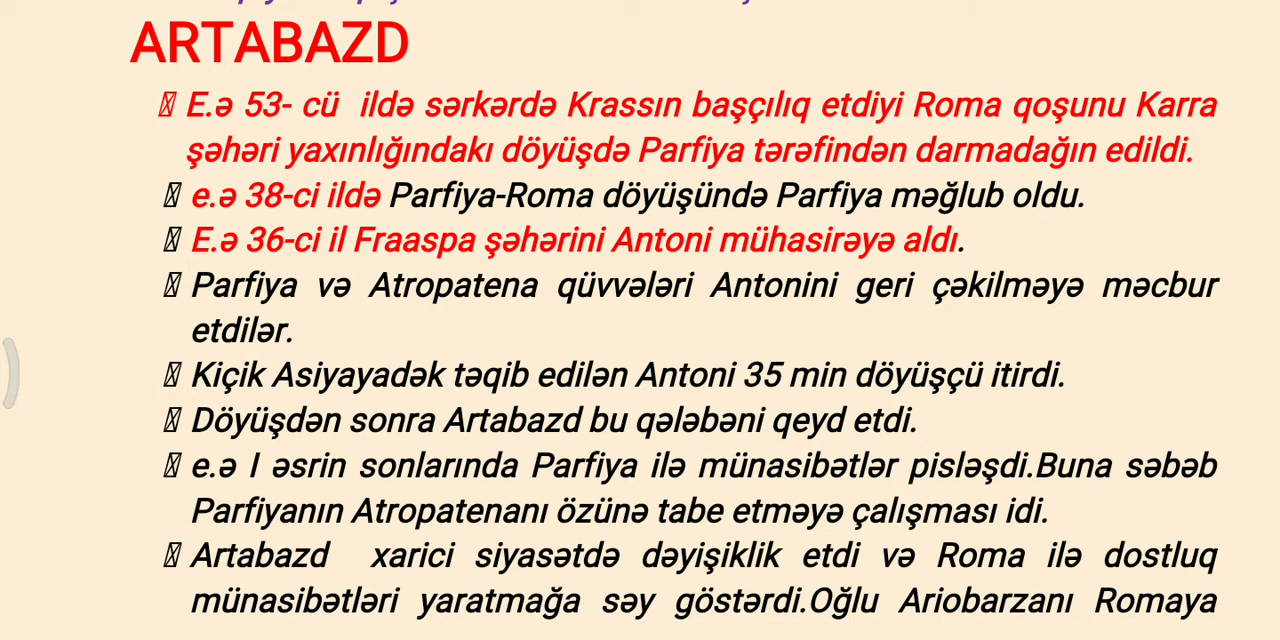 ARTABAZD
E.ə 53- cü ildə sərkərdə Krassın başçılıq etdiyi Roma qoşunu Karra
şəhəri yaxınlığındakı döyüşdə Parfiya tərəfindən darmadağın edildi.
e.ə 38-ci ildə Parfiya-Roma döyüşündə Parfiya məğlub oldu.
E.ə 36-ci il Fraaspa şəhərini Antoni mühasirəyə aldı.
Parfiya və Atropatena qüvvələri Antonini geri çəkilməyə məcbur
etdilər.
Kiçik Asiyayadək təqib edilən Antoni 35 min döyüşçü itirdi.
Döyüşdən sonra Artabazd bu qələbəni qeyd etdi.
e.ə I əsrin sonlarında Parfiya ilə münasibətlər pisləşdi.Buna səbəb
Parfiyanın Atropatenanı özünə tabe etməyə çalışması idi.
Artabazd xarici siyasətdə dəyişiklik etdi və Roma ilə dostluq
münasibətləri yaratmağa səy göstərdi.Oğlu Ariobarzanı Romaya